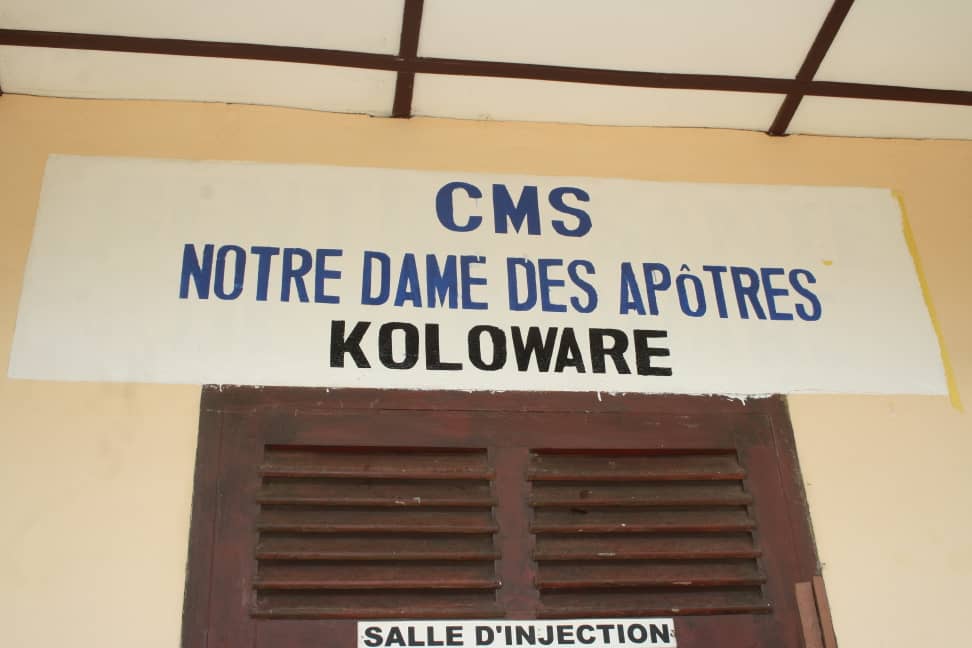 CMS
NOTRE DAME DES APÔTRES
KOLOWARE
SALLE D'INJECTION